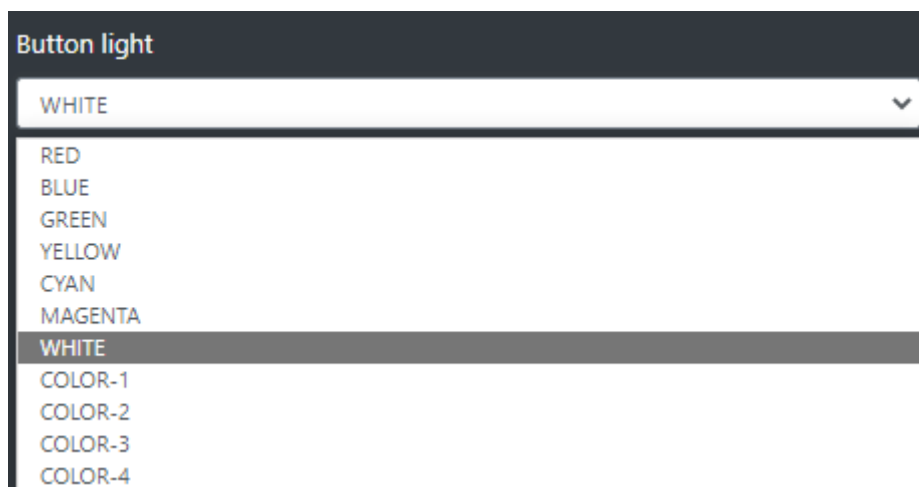 Button light
WHITE
RED
BLUE
GREEN
YELLOW
CYAN
MAGENTA
WHITE
COLOR-1
COLOR-2
COLOR-3
COLOR-4